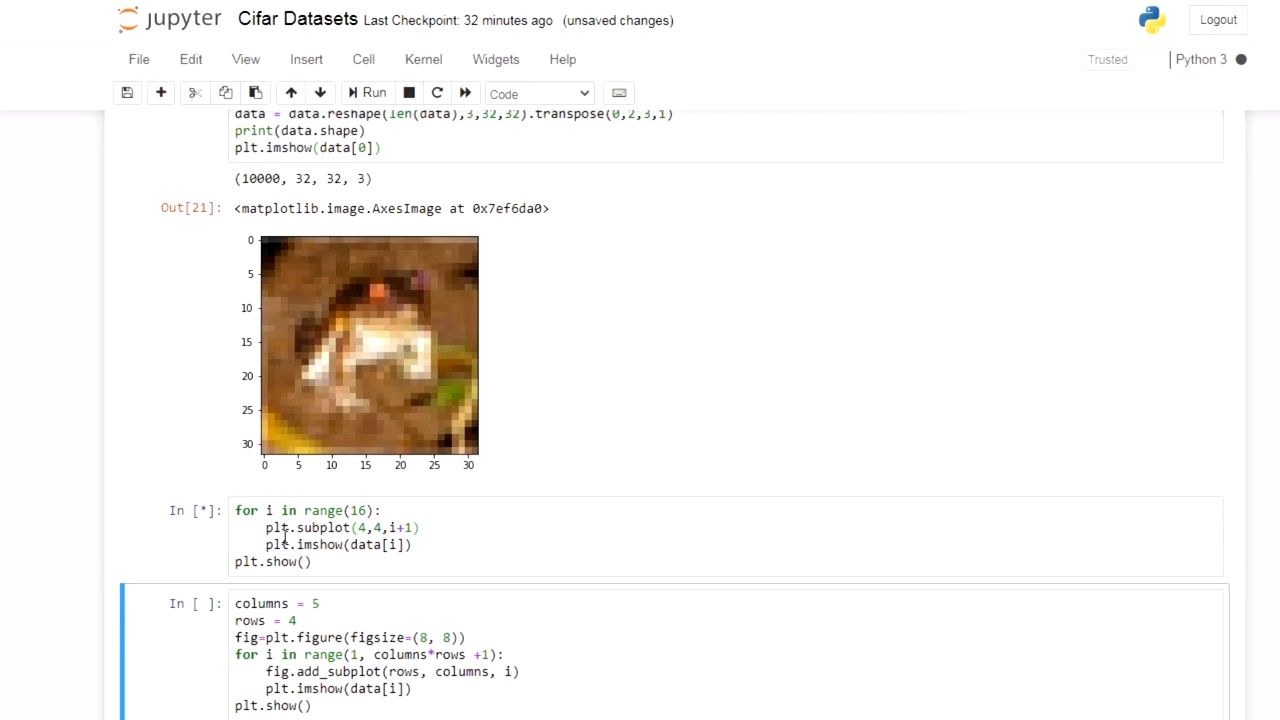 jupyter Cifar Datasets Last Checkpoint: 32 minutes ago (unsaved changes) Logout
File Edit View Insert Cell Kernel Widgets Help Trusted Python 3
Run Code
data = data.reshape(len(data),3,32,32).transpose(0,2,3,1)
print(data.shape)
plt.imshow(data[0])
(10000, 32, 32, 3)
Out[21]: <matplotlib.image.AxesImage at 0x7ef6da0>
0
5
10
15
20
25
30
0 5 10 15 20 25 30
In [*]: for i in range(16):
plt.subplot(4,4,i+1)
plt.imshow(data[i])
plt.show()
In [ ]: columns = 5
rows = 4
fig=plt.figure(figsize=(8, 8))
for i in range(1, columns*rows +1):
fig.add_subplot(rows, columns, i)
plt.imshow(data[i])
plt.show()